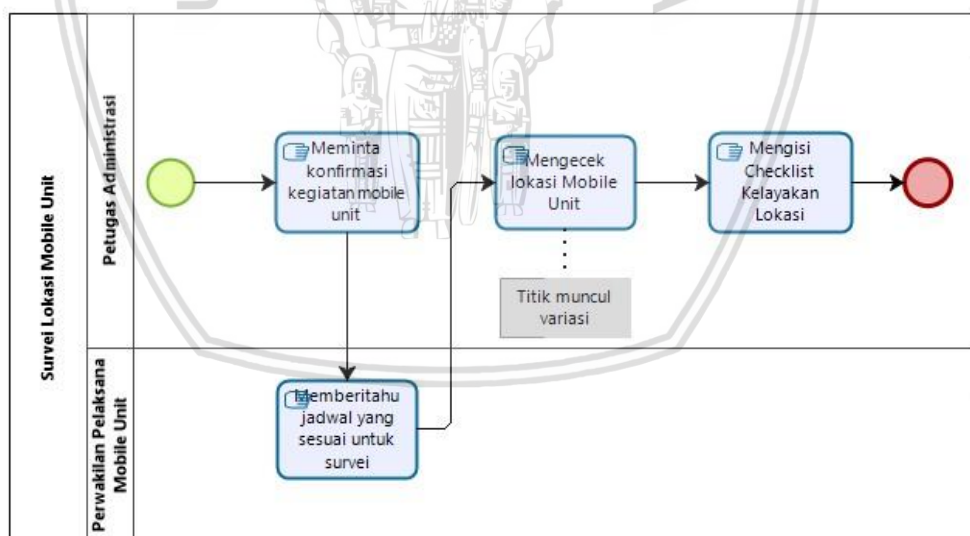 Survei Lokasi Mobile Unit
Petugas Administrasi
Meminta
konfirmasi
kegiatan mobile
unit
Mengecek
lokasi Mobile
Unit
Mengisi
Checklist
Kelayakan
Lokasi
Titik muncul
variasi
Perwakilan Pelaksana
Mobile Unit
Memberitahu
jadwal yang
sesuai untuk
survei